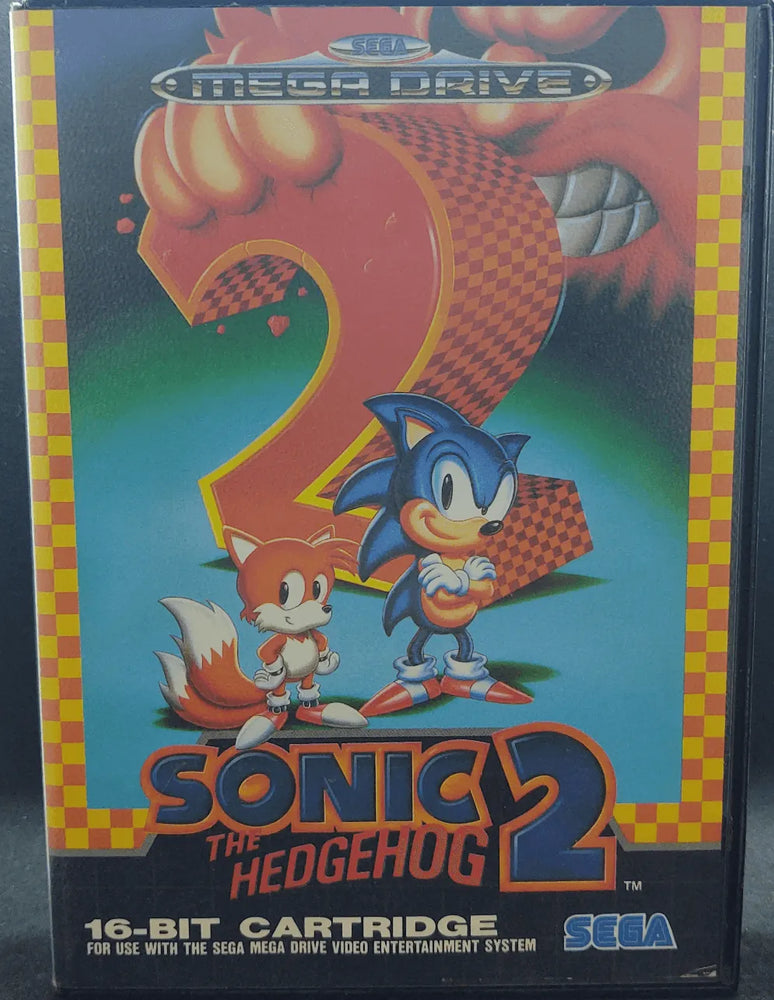 SEGA
MEGA DRIVE
2
SONIC 2
THE
HEDGEHOG
TM
16-BIT CARTRIDGE
FOR USE WITH THE SEGA MEGA DRIVE VIDEO ENTERTAINMENT SYSTEM
SEGA